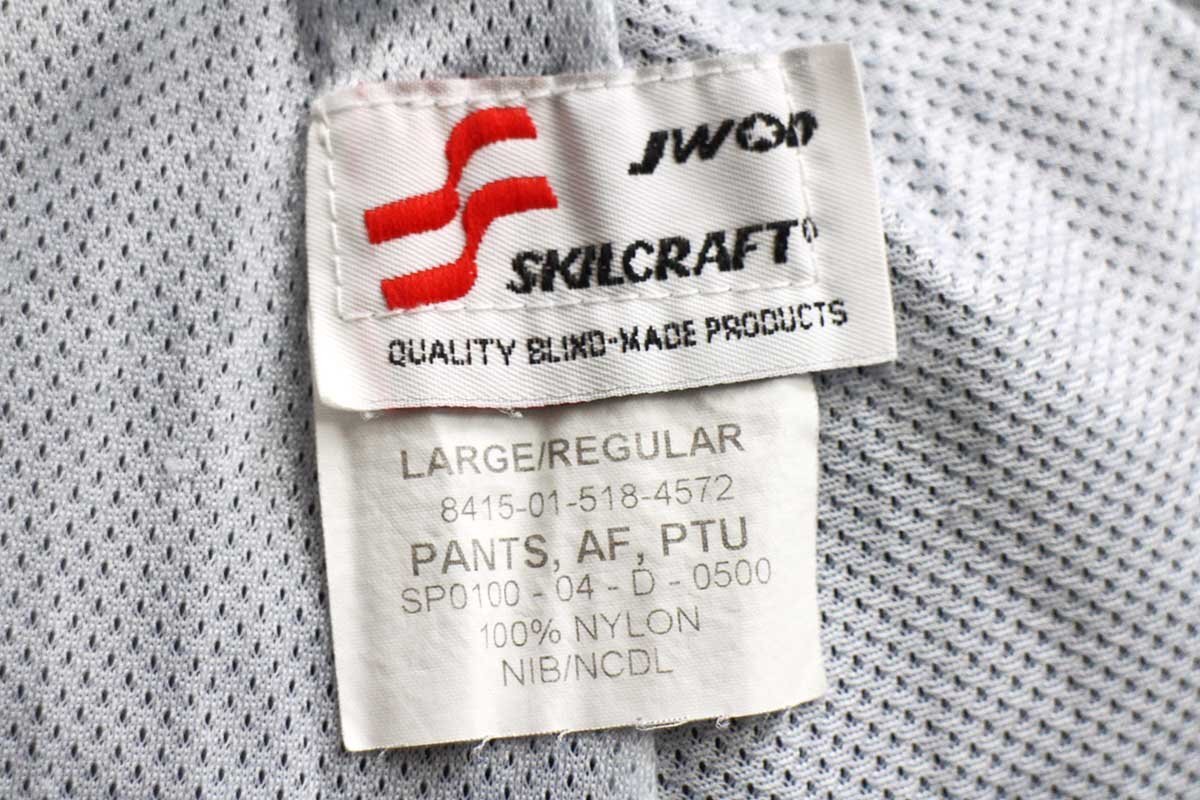 JWOD
SKILCRAFT®
QUALITY BLIND-MADE PRODUCTS
LARGE/REGULAR
8415-01-518-4572
PANTS, AF, PTU
SP0100 - 04 - D - 0500
100% NYLON
NIB/NCDL